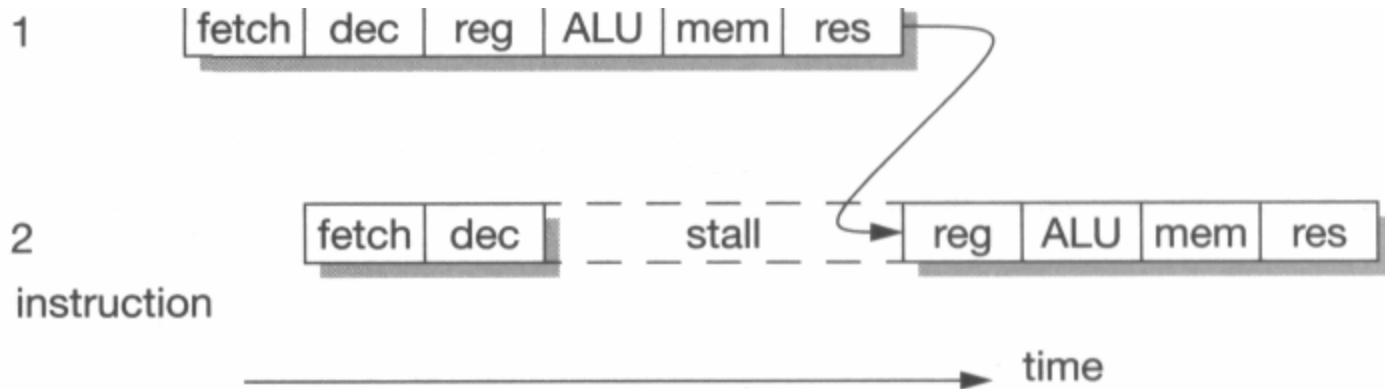 1 fetch dec reg ALU mem res
2 fetch dec stall reg ALU mem res
instruction
time